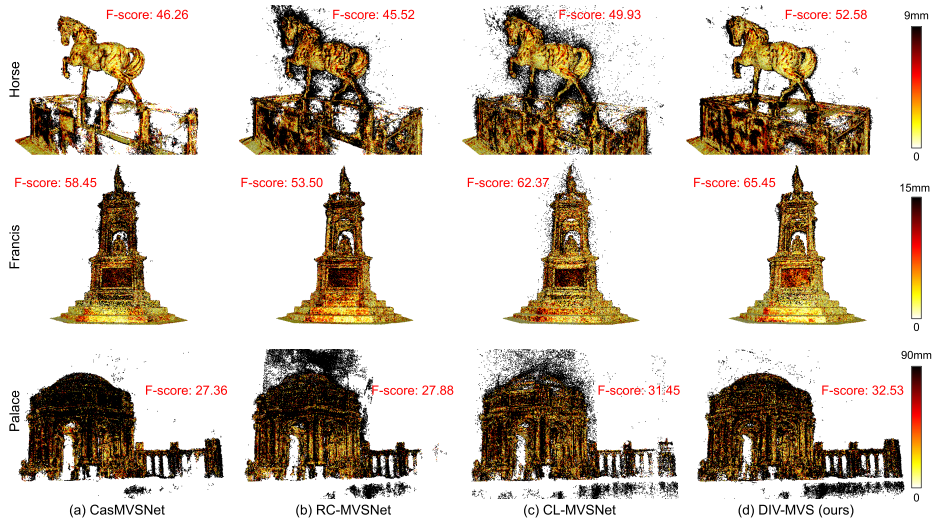 F-score: 46.26
F-score: 45.52
F-score: 49.93
F-score: 52.58
9mm
0
Horse
F-score: 58.45
F-score: 53.50
F-score: 62.37
F-score: 65.45
15mm
0
Francis
F-score: 27.36
F-score: 27.88
F-score: 31.45
F-score: 32.53
90mm
0
Palace
(a) CasMVSNet
(b) RC-MVSNet
(c) CL-MVSNet
(d) DIV-MVS (ours)